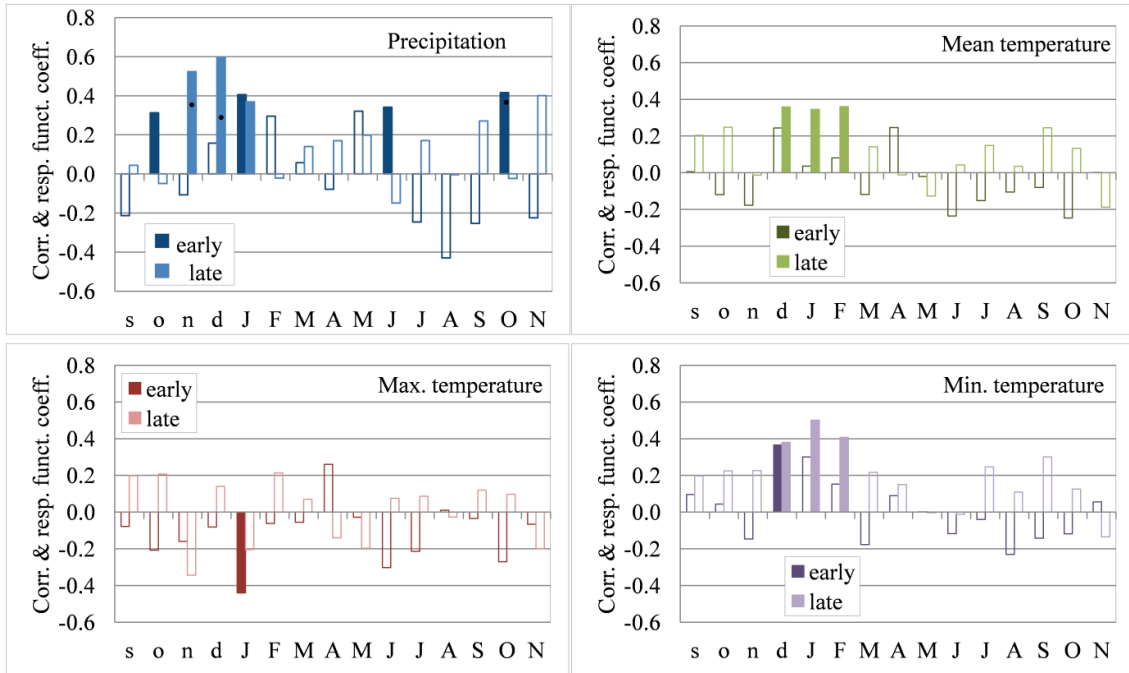 Precipitation
Corr. & resp. funct. coeff.
0.8
0.6
0.4
0.2
0.0
-0.2
-0.4
-0.6
early
late
s o n d J F M A M J J A S O N
Mean temperature
Corr. & resp. funct. coeff.
0.8
0.6
0.4
0.2
0.0
-0.2
-0.4
-0.6
early
late
s o n d J F M A M J J A S O N
Max. temperature
Corr. & resp. funct. coeff.
0.8
0.6
0.4
0.2
0.0
-0.2
-0.4
-0.6
early
late
s o n d J F M A M J J A S O N
Min. temperature
Corr. & resp. funct. coeff.
0.8
0.6
0.4
0.2
0.0
-0.2
-0.4
-0.6
early
late
s o n d J F M A M J J A S O N